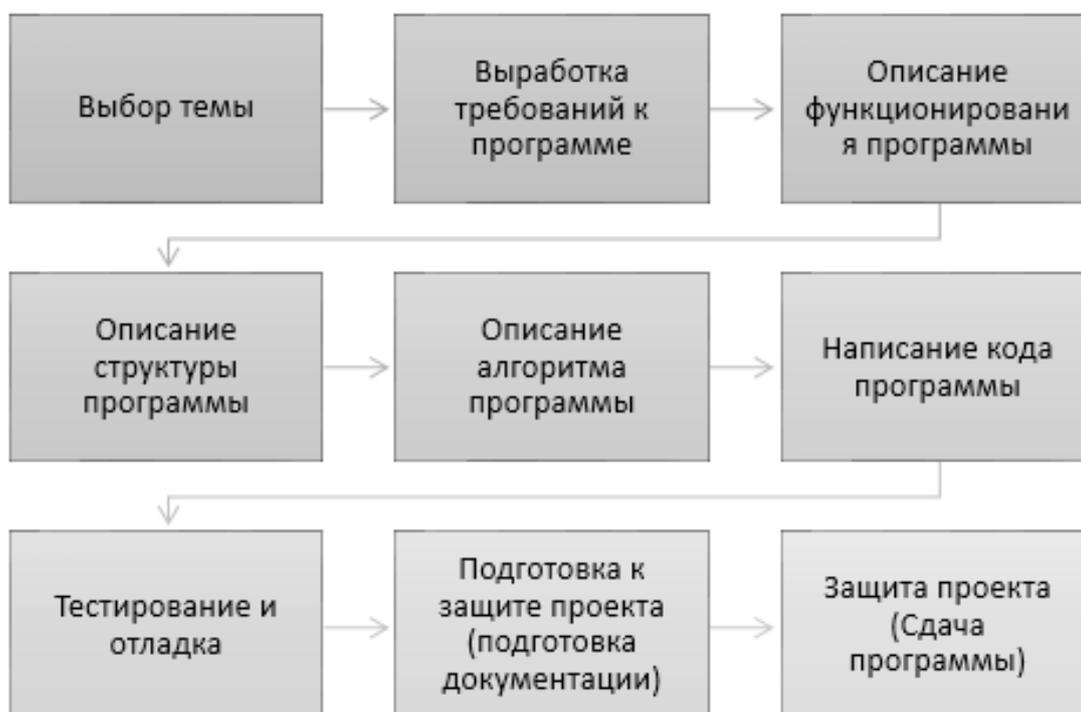 Выбор темы
Выработка
требований к
программе
Описание
функционировани
я программы
Описание
структуры
программы
Описание
алгоритма
программы
Написание кода
программы
Тестирование и
отладка
Подготовка к
защите проекта
(подготовка
документации)
Защита проекта
(Сдача
программы)